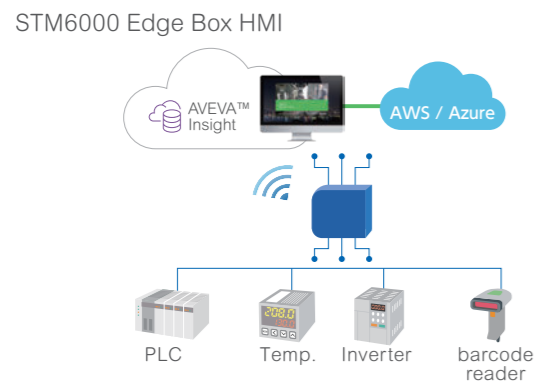 STM6000 Edge Box HMI
AVEVA™
Insight
AWS / Azure
208.0
PLC
Temp.
Inverter
barcode
reader